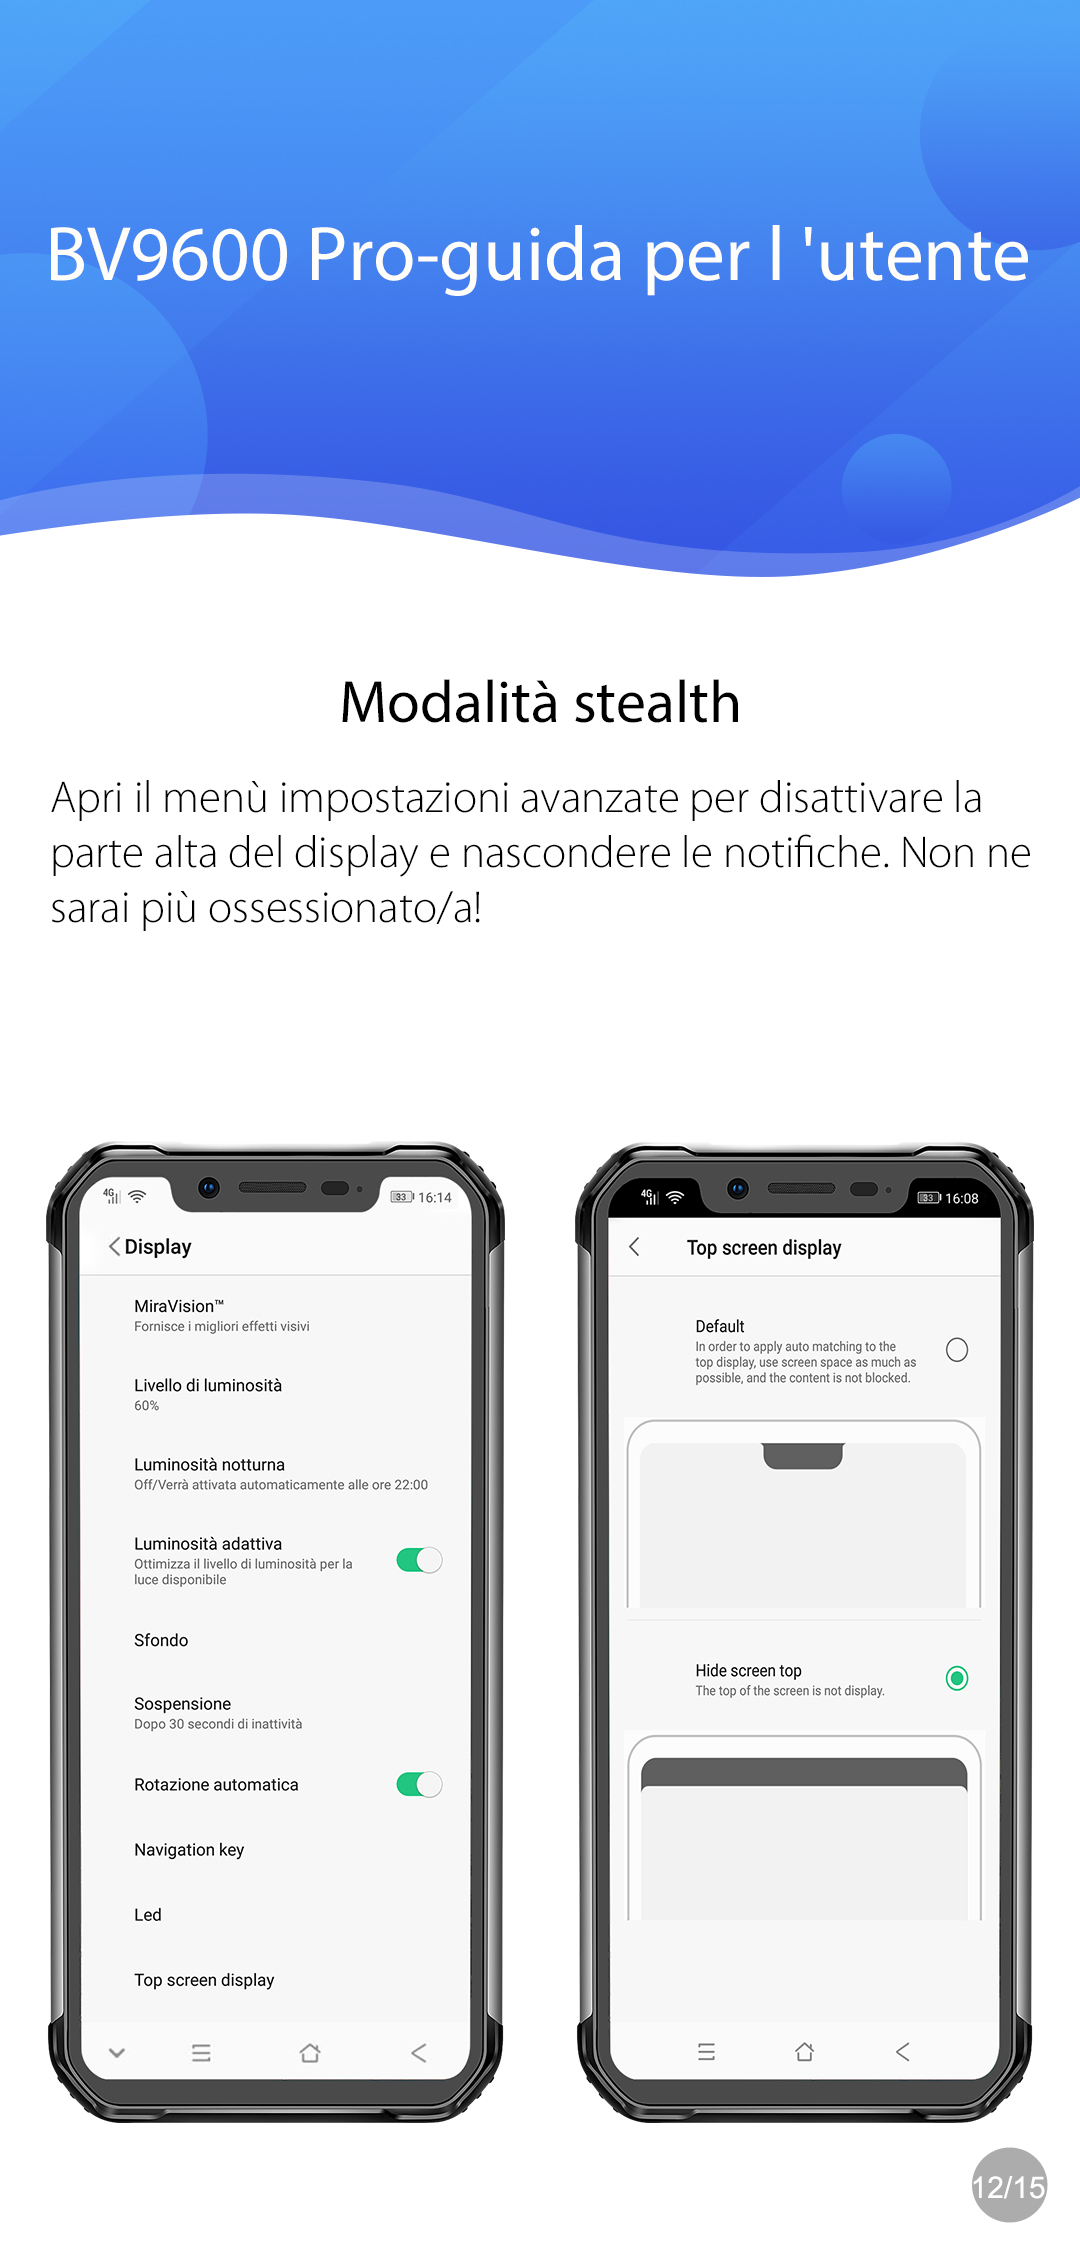 BV9600 Pro-guida per l 'utente
Modalità stealth
Apri il menù impostazioni avanzate per disattivare la
parte alta del display e nascondere le notifiche. Non ne
sarai più ossessionato/a!
4G 33 16:14
Display
MiraVision™
Fornisce i migliori effetti visivi
Livello di luminosità
60%
Luminosità notturna
Off/Verrà attivata automaticamente alle ore 22:00
Luminosità adattiva
Ottimizza il livello di luminosità per la
luce disponibile
Sfondo
Sospensione
Dopo 30 secondi di inattività
Rotazione automatica
Navigation key
Led
Top screen display
4G 33 16:08
Top screen display
Default
In order to apply auto matching to the
top display, use screen space as much as
possible, and the content is not blocked.
Hide screen top
The top of the screen is not display.
12/15